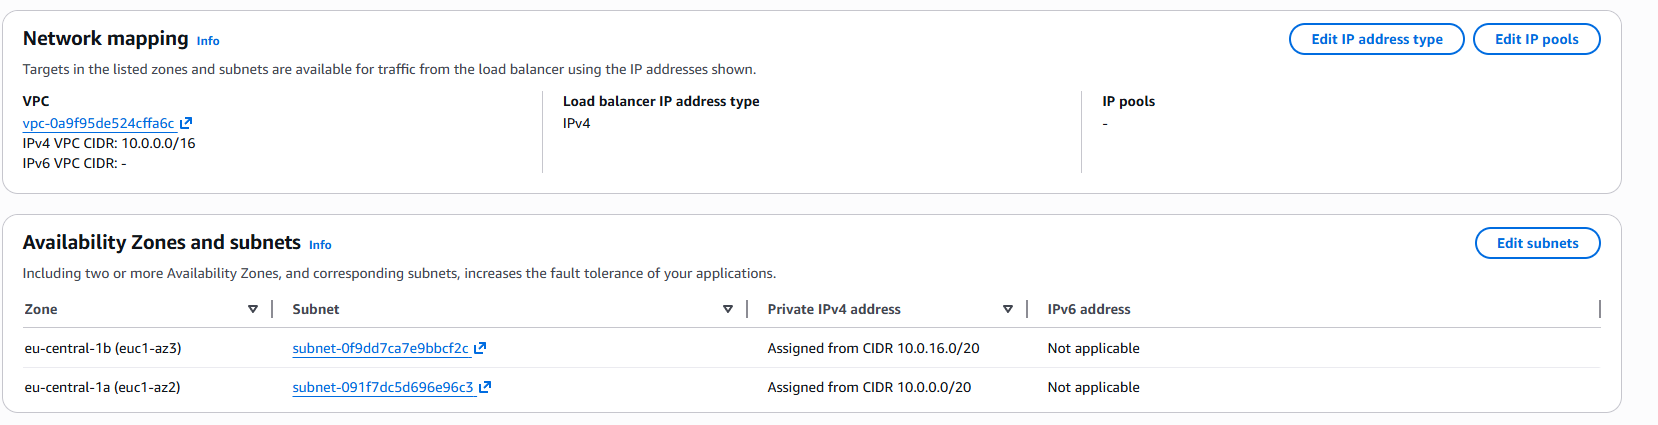 Network mapping Info
Edit IP address type Edit IP pools
Targets in the listed zones and subnets are available for traffic from the load balancer using the IP addresses shown.
VPC
vpc-0a9f95de524cffa6c
IPv4 VPC CIDR: 10.0.0.0/16
IPv6 VPC CIDR: -
Load balancer IP address type
IPv4
IP pools
-
Availability Zones and subnets Info
Edit subnets
Including two or more Availability Zones, and corresponding subnets, increases the fault tolerance of your applications.
Zone Subnet Private IPv4 address IPv6 address
eu-central-1b (euc1-az3) subnet-0f9dd7ca7e9bbcf2c Assigned from CIDR 10.0.16.0/20 Not applicable
eu-central-1a (euc1-az2) subnet-091f7dc5d696e96c3 Assigned from CIDR 10.0.0.0/20 Not applicable